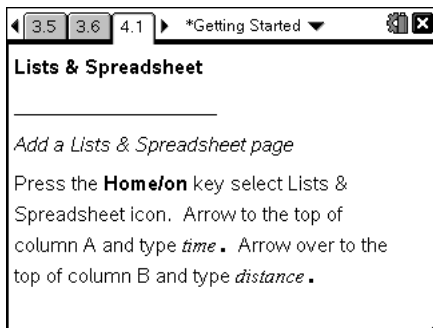 3.5 3.6 4.1 *Getting Started
Lists & Spreadsheet
Add a Lists & Spreadsheet page
Press the Home/on key select Lists &
Spreadsheet icon. Arrow to the top of
column A and type time. Arrow over to the
top of column B and type distance.